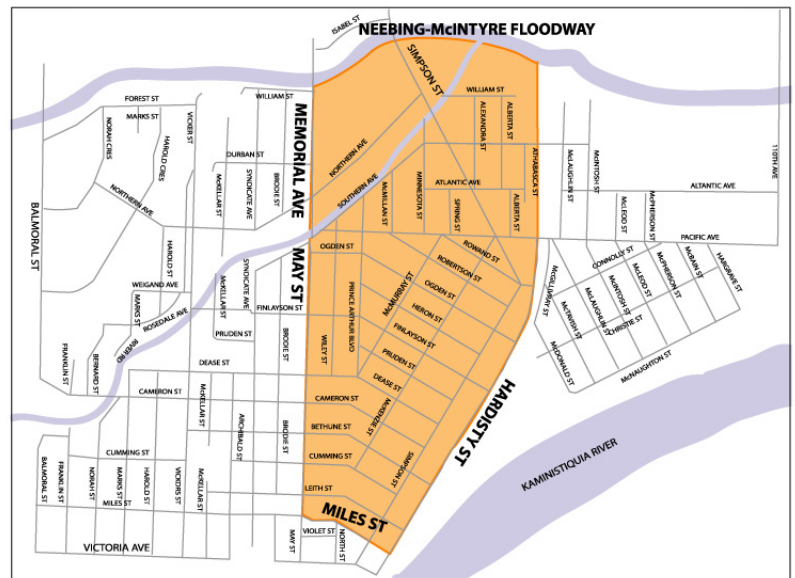 NEEBING-McINTYRE FLOODWAY
ISABEL ST
SIMPSON ST
WILLIAM ST
WILLIAM ST
FOREST ST
MARKS ST
VICKER ST
NORAH CRES
HAROLD CRES
MEMORIAL AVE
ALEXANDRA ST
ALBERTA ST
NORTHERN AVE
DURBAN ST
SOUTHERN AVE
ATHABASCA ST
McLAUGHLIN ST
McINTOSH ST
110TH AVE
McKELLAR ST
SYNDICATE AVE
BRODIE ST
McMILLAN ST
MINNESOTA ST
ATLANTIC AVE
ALTANTIC AVE
NORTHERN AVE
SPRING ST
ALBERTA ST
McLEOD ST
McPHERSON ST
BALMORAL ST
PACIFIC AVE
OGDEN ST
ROWAND ST
MAY ST
HAROLD ST
ROBERTSON ST
CONNOLLY ST
McGILLIVRAY ST
McTAVISH ST
McLAUGHLIN ST
McINTOSH ST
McLEOD ST
McPHERSON ST
McBAIN ST
HARGRAVE ST
WEIGAND AVE
McKELLAR ST
SYNDICATE AVE
PRINCE ARTHUR BLVD
McMURRAY ST
OGDEN ST
MARKS ST
ROSEDALE AVE
FINLAYSON ST
HERON ST
CHRISTIE ST
RIVER RD
PRUDEN ST
BRODIE ST
WILEY ST
FINLAYSON ST
McDONALD ST
McNAUGHTON ST
FRANKLIN ST
BERNARD ST
DEASE ST
PRUDEN ST
DEASE ST
HARDISTY ST
CAMERON ST
McKELLAR ST
CAMERON ST
McKENZIE ST
ARCHIBALD ST
BRODIE ST
BETHUNE ST
CUMMING ST
CUMMING ST
SIMPSON ST
KAMINISTIQUIA RIVER
BALMORAL ST
FRANKLIN ST
NORAH ST
MARKS ST
HAROLD ST
VICKORS ST
McKELLAR ST
LEITH ST
MILES ST
MILES ST
MAY ST
VIOLET ST
NORTH ST
VICTORIA AVE